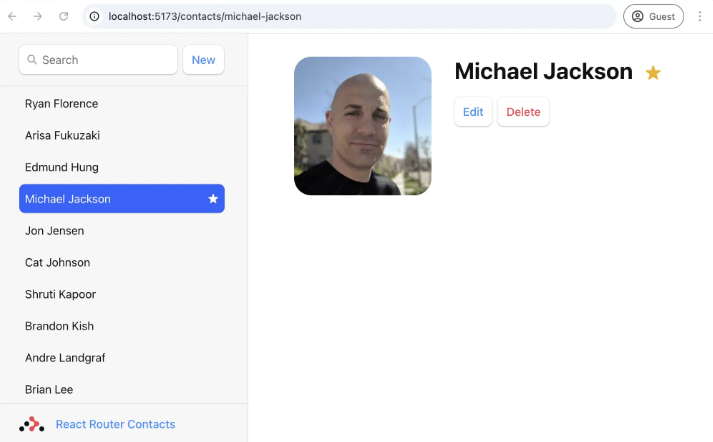 localhost:5173/contacts/michael-jackson
Guest
Search
New
Ryan Florence
Arisa Fukuzaki
Edmund Hung
Michael Jackson
Jon Jensen
Cat Johnson
Shruti Kapoor
Brandon Kish
Andre Landgraf
Brian Lee
React Router Contacts
Michael Jackson
Edit
Delete